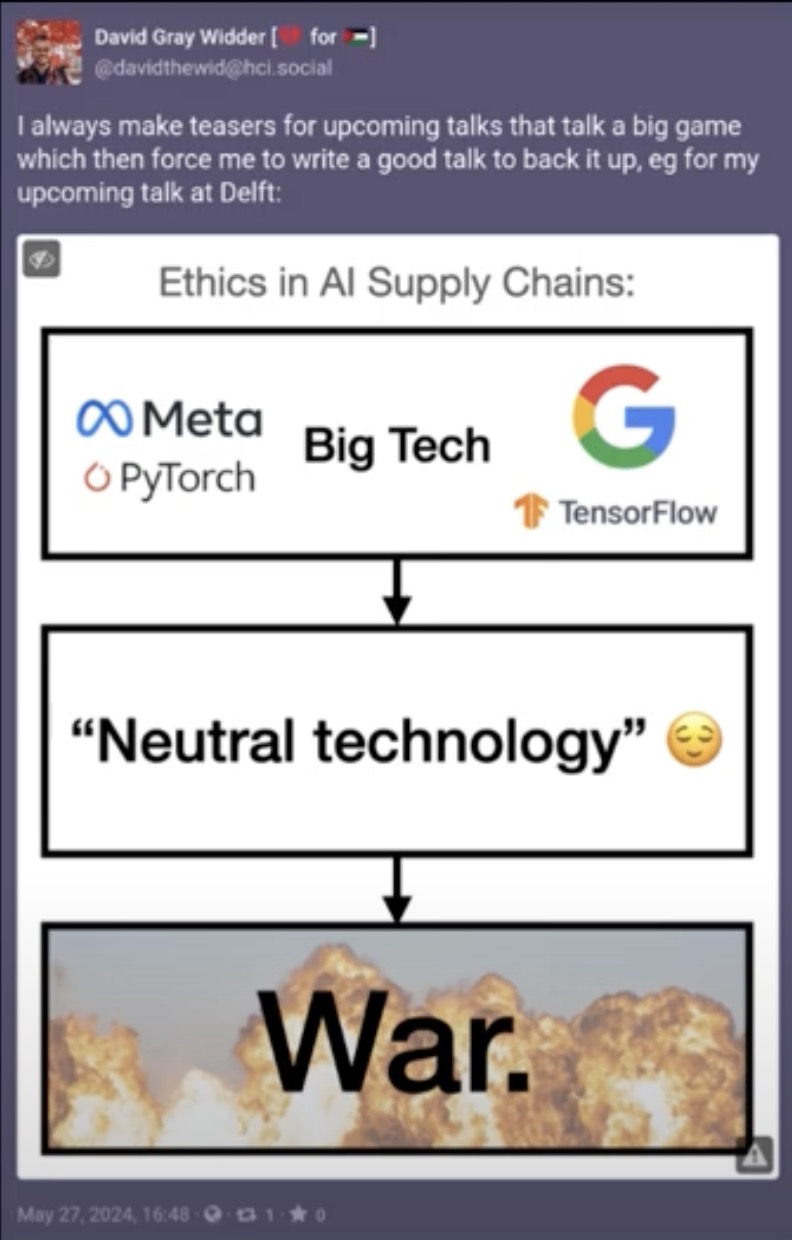 David Gray Widder [💔 for 🇵🇸]
@davidthewid@hci.social
I always make teasers for upcoming talks that talk a big game
which then force me to write a good talk to back it up, eg for my
upcoming talk at Delft:
Ethics in AI Supply Chains:
Meta
PyTorch
Big Tech
G
TensorFlow
“Neutral technology” 😌
War.
May 27, 2024, 16:48 · 1 · 0